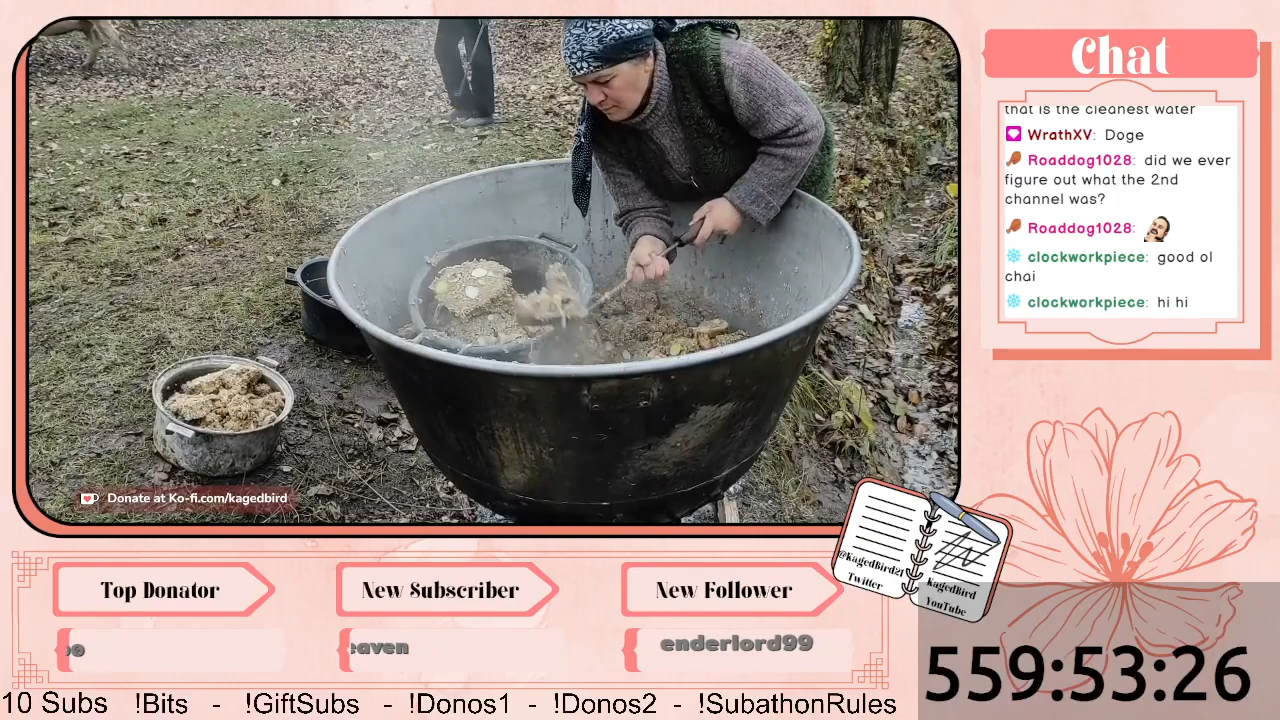 Chat
that is the cleanest water
WrathXV: Doge
Roaddog1028: did we ever
figure out what the 2nd
channel was?
Roaddog1028:
clockworkpiece: good ol
chai
clockworkpiece: hi hi
Donate at Ko-fi.com/kagedbird
@KagedBird21
Twitter
KagedBird
YouTube
Top Donator
New Subscriber
New Follower
eaven
enderlord99
559:53:26
10 Subs !Bits - !GiftSubs - !Donos1 - !Donos2 - !SubathonRules